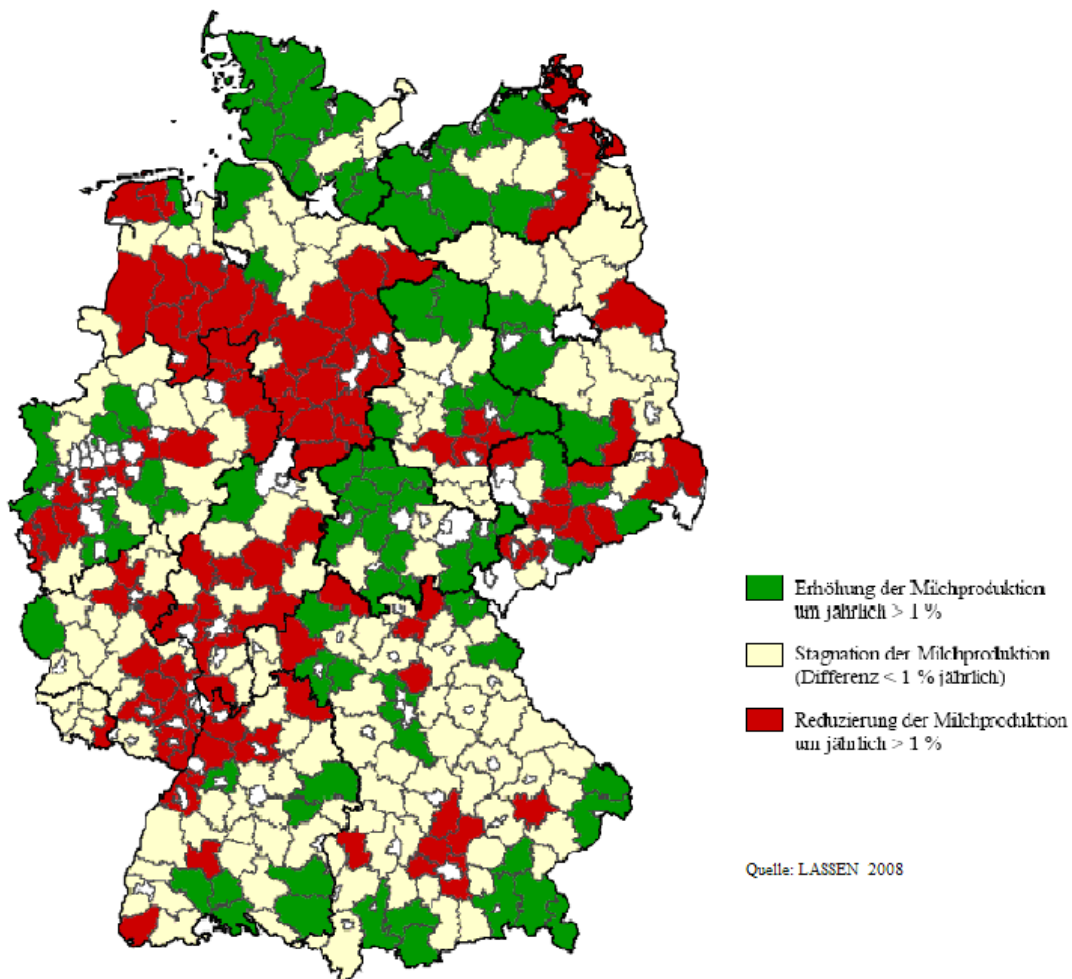 Erhöhung der Milchproduktion
um jährlich > 1 %
Stagnation der Milchproduktion
(Differenz < 1 % jährlich)
Reduzierung der Milchproduktion
um jährlich > 1 %
Quelle: LASSEN 2008